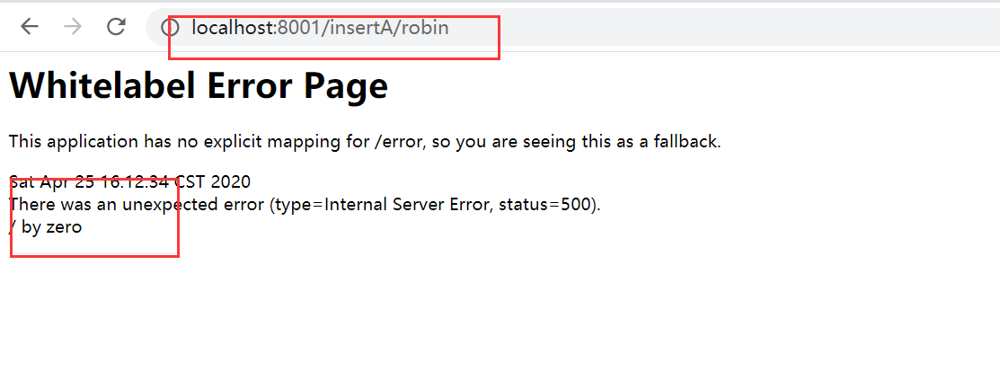 localhost:8001/insertA/robin
Whitelabel Error Page
This application has no explicit mapping for /error, so you are seeing this as a fallback.
Sat Apr 25 16:12:34 CST 2020
There was an unexpected error (type=Internal Server Error, status=500).
/ by zero